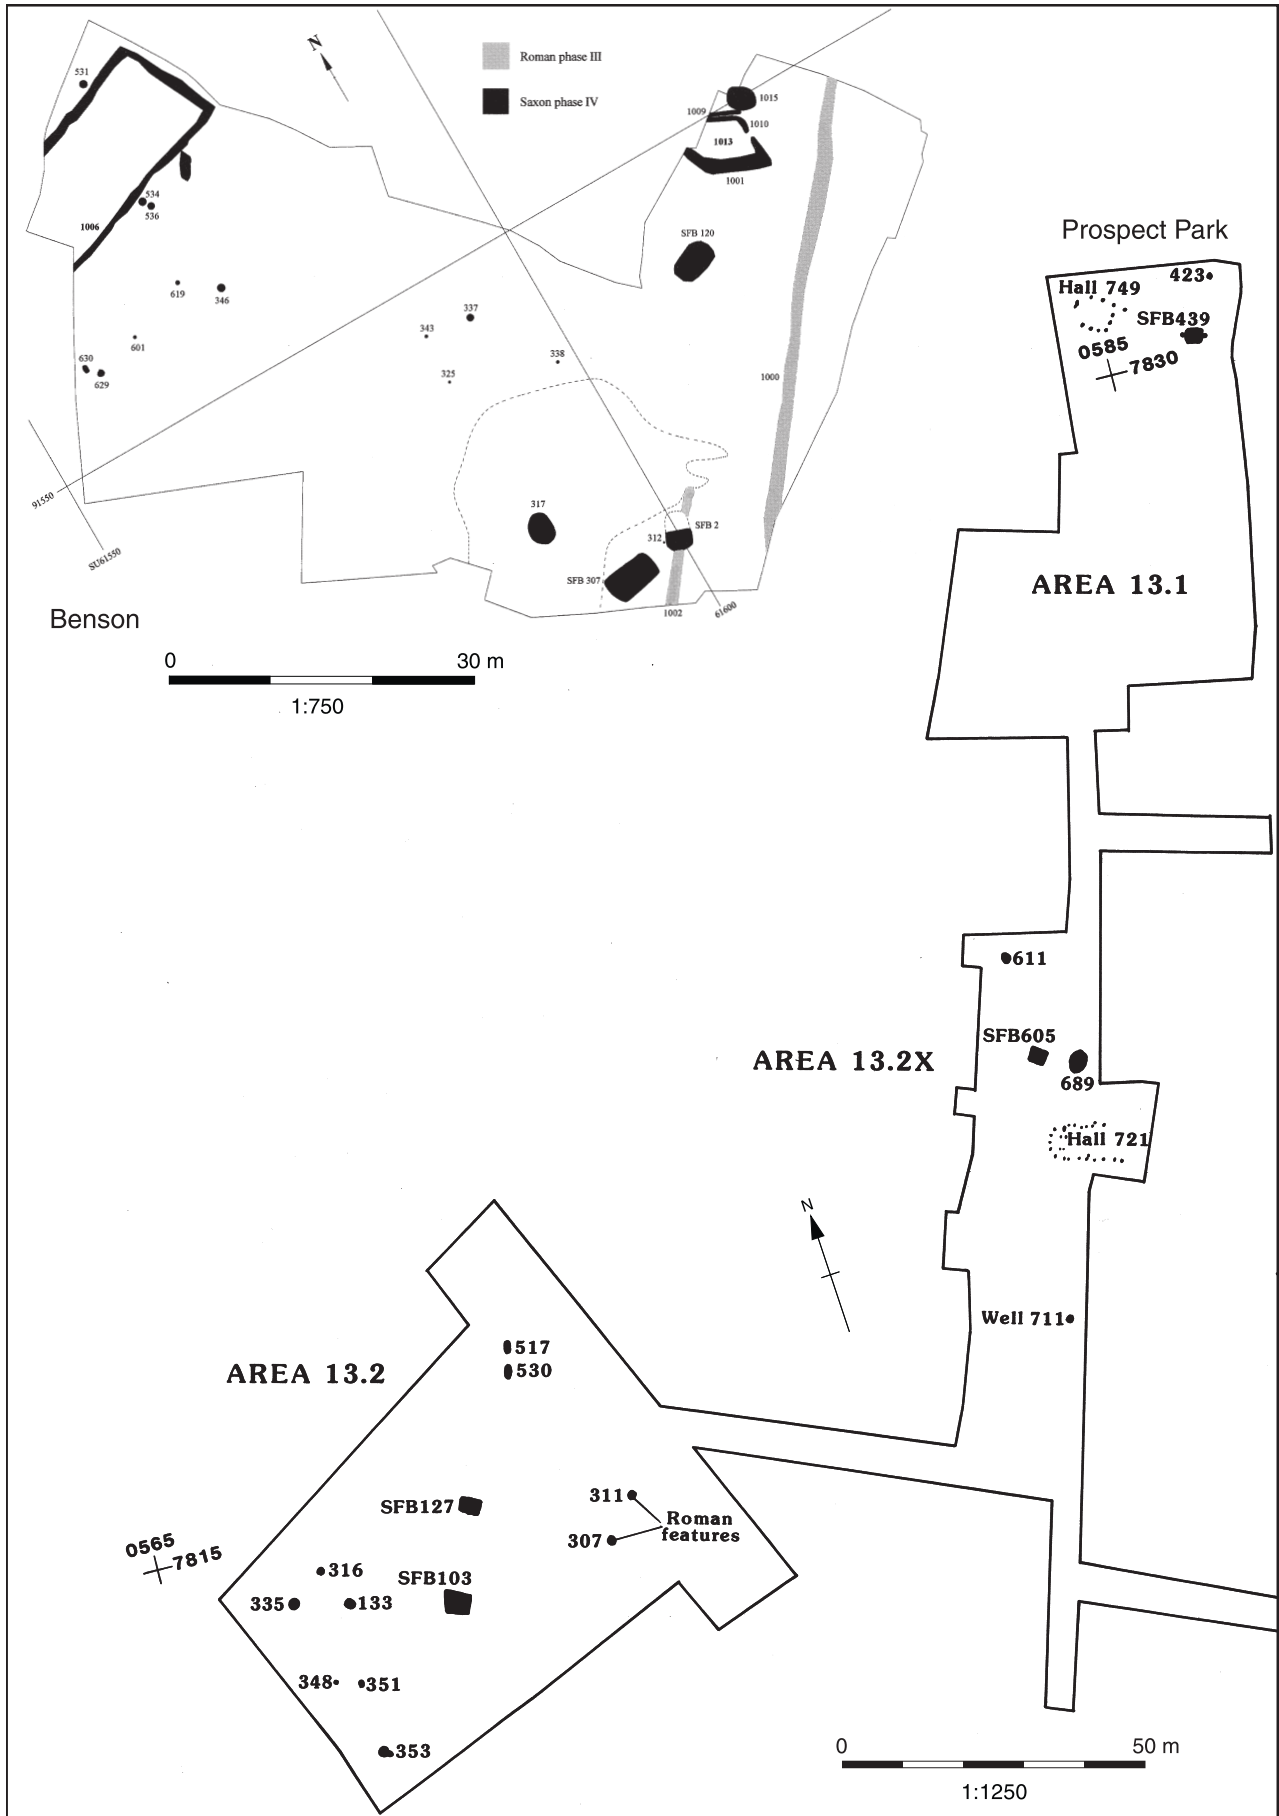 N
Roman phase III
Saxon phase IV
531
1015
1009
1010
1013
1001
534
536
1006
SFB 120
619
346
337
343
338
601
325
630
629
1000
91550
SU61550
317
SFB 2
312
SFB 307
1002
61600
Benson
0
30 m
1:750
Prospect Park
423
Hall 749
SFB439
0585
7830
AREA 13.1
611
SFB605
AREA 13.2X
689
Hall 721
N
Well 711
517
AREA 13.2
530
311
SFB127
Roman
features
307
0565
7815
316
SFB103
335
133
348
351
353
0
50 m
1:1250